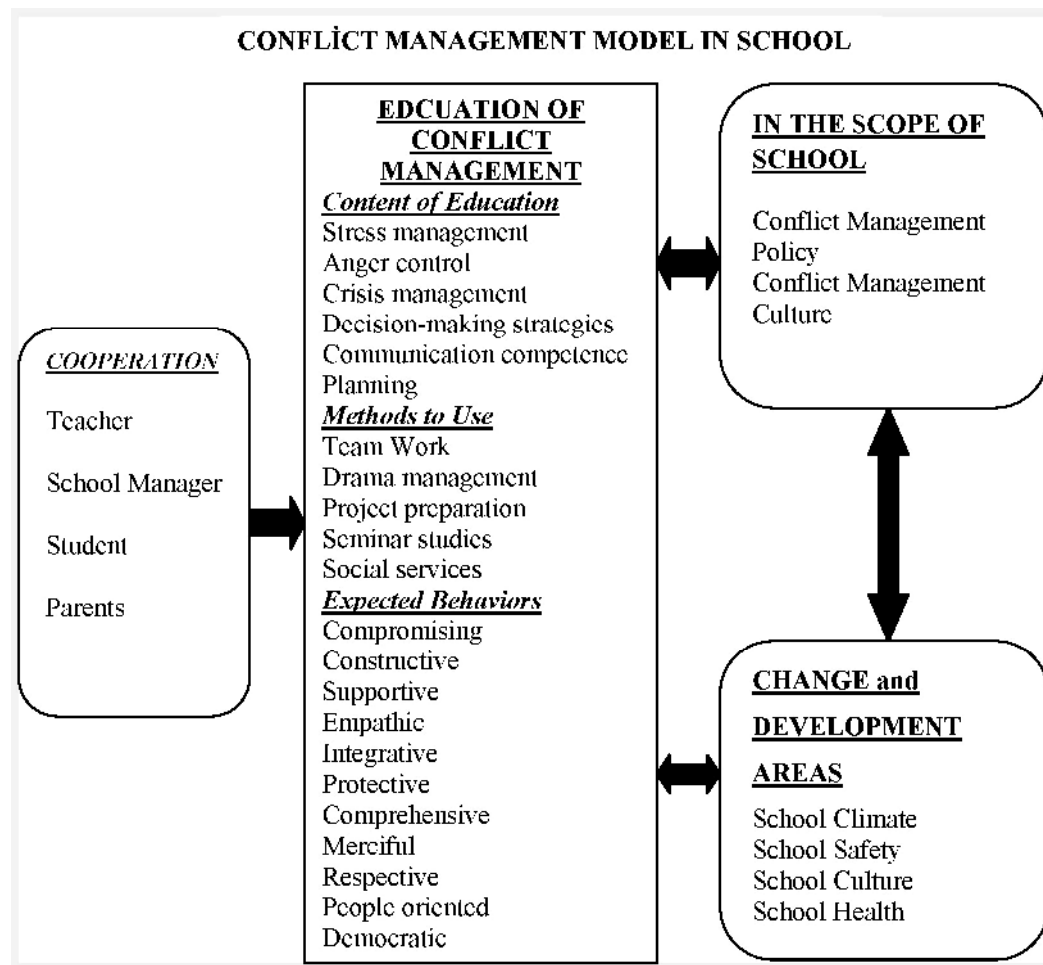 CONFLİCT MANAGEMENT MODEL IN SCHOOL
COOPERATION
Teacher
School Manager
Student
Parents
EDCUATION OF
CONFLICT
MANAGEMENT
Content of Education
Stress management
Anger control
Crisis management
Decision-making strategies
Communication competence
Planning
Methods to Use
Team Work
Drama management
Project preparation
Seminar studies
Social services
Expected Behaviors
Compromising
Constructive
Supportive
Empathic
Integrative
Protective
Comprehensive
Merciful
Respective
People oriented
Democratic
IN THE SCOPE OF
SCHOOL
Conflict Management
Policy
Conflict Management
Culture
CHANGE and
DEVELOPMENT
AREAS
School Climate
School Safety
School Culture
School Health